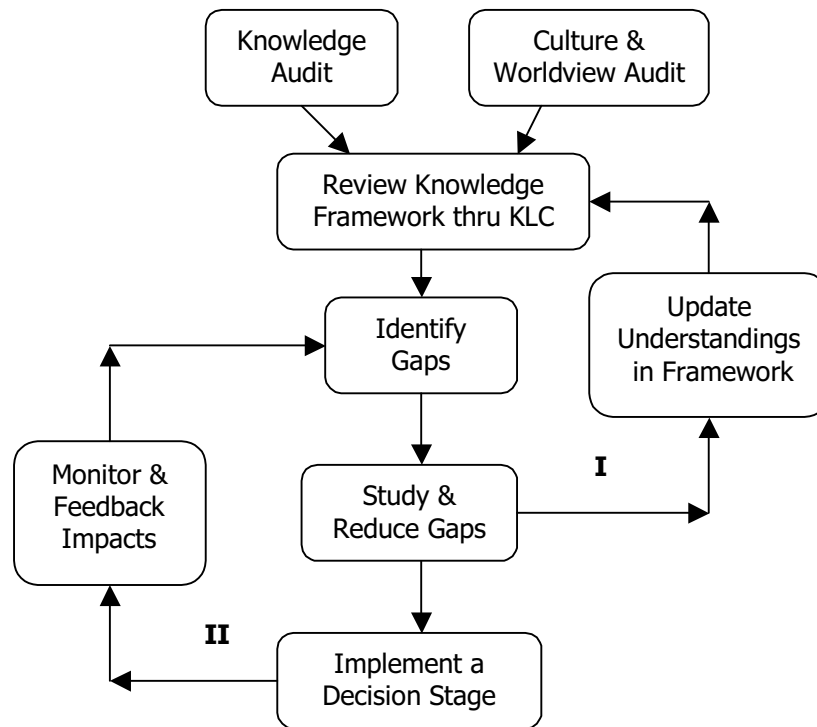 Knowledge
Audit
Culture &
Worldview Audit
Review Knowledge
Framework thru KLC
Identify
Gaps
Update
Understandings
in Framework
Monitor &
Feedback
Impacts
Study &
Reduce Gaps
I
II
Implement a
Decision Stage